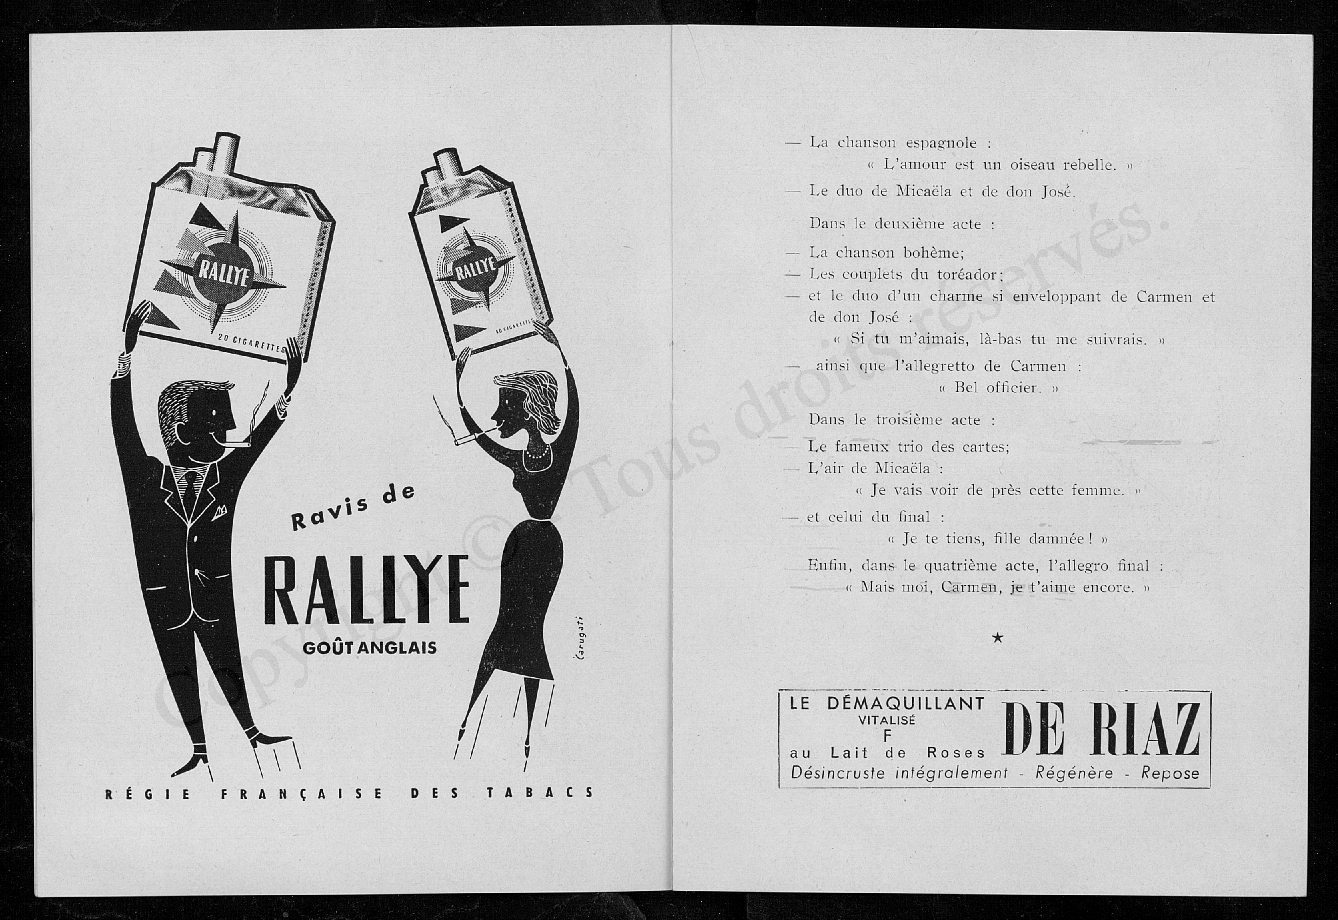 RALLYE
20 CIGARETTES
RALLYE
20 CIGARETTES
Ravis de
RALLYE
GOÛT ANGLAIS
Carugati
RÉGIE FRANÇAISE DES TABACS
— La chanson espagnole :
« L'amour est un oiseau rebelle. »
— Le duo de Micaëla et de don José.
Dans le deuxième acte :
— La chanson bohème;
— Les couplets du toréador;
— et le duo d'un charme si enveloppant de Carmen et
de don José :
« Si tu m'aimais, là-bas tu me suivrais. »
— ainsi que l'allegretto de Carmen :
« Bel officier. »
Dans le troisième acte :
— Le fameux trio des cartes;
— L'air de Micaëla :
« Je vais voir de près cette femme. »
— et celui du final :
« Je te tiens, fille damnée ! »
Enfin, dans le quatrième acte, l'allegro final :
« Mais moi, Carmen, je t'aime encore. »
LE DÉMAQUILLANT
VITALISÉ
F
au Lait de Roses
DE RIAZ
Désincruste intégralement - Régénère - Repose
Copyright © Tous droits réservés.